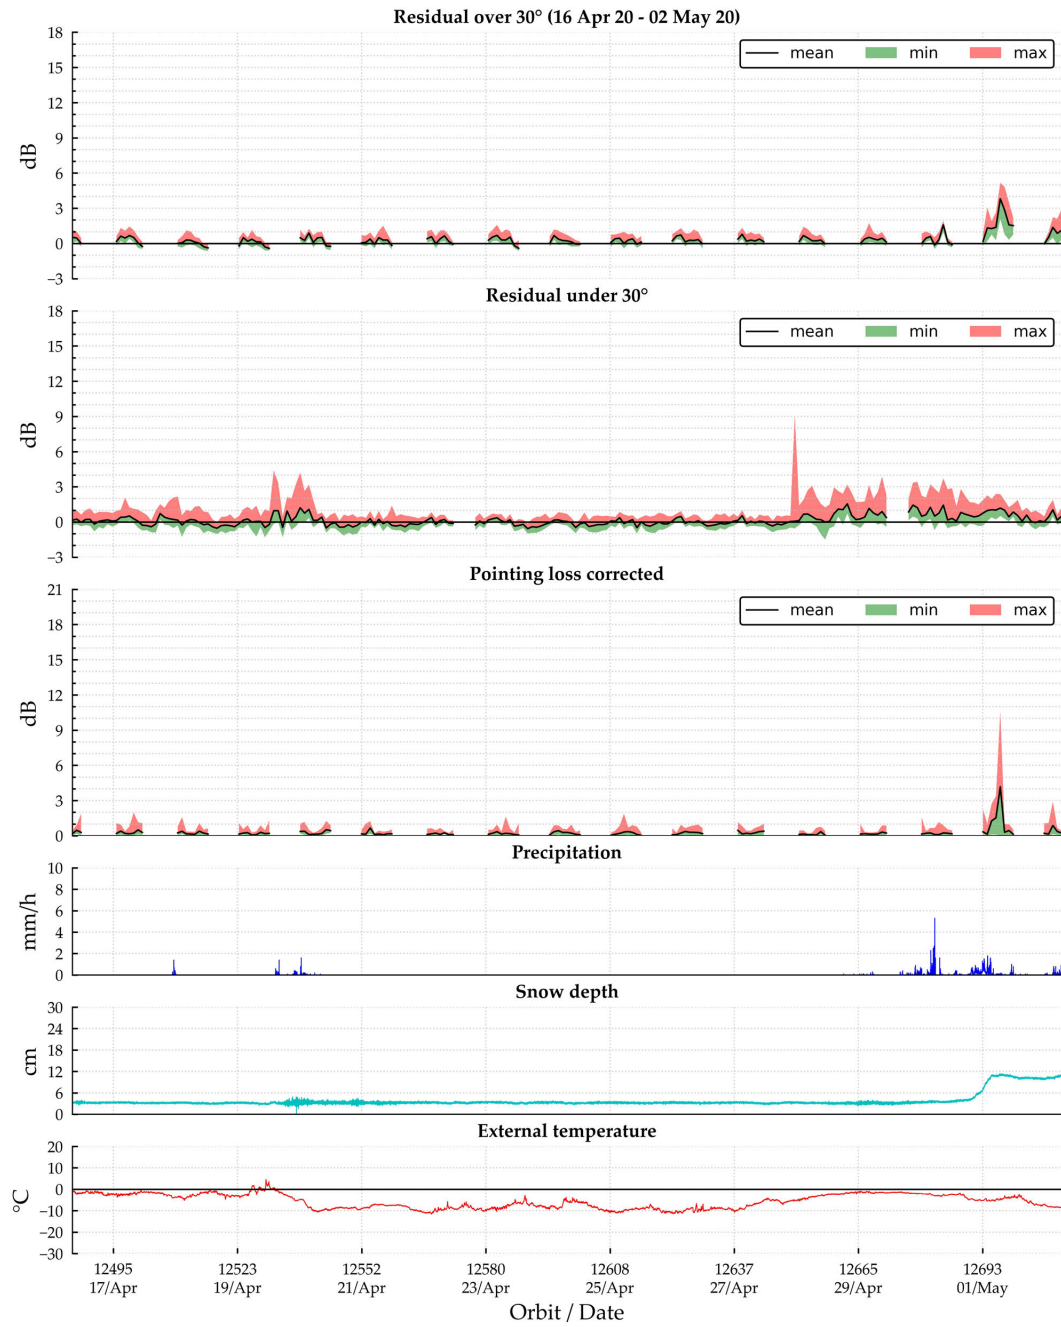 Residual over 30° (16 Apr 20 - 02 May 20)
18
15
12
9
6
3
0
−3
dB
mean min max
Residual under 30°
18
15
12
9
6
3
0
−3
dB
mean min max
Pointing loss corrected
21
18
15
12
9
6
3
0
dB
mean min max
Precipitation
10
8
6
4
2
0
mm/h
Snow depth
30
24
18
12
6
0
cm
External temperature
20
10
0
−10
−20
−30
°C
12495 12523 12552 12580 12608 12637 12665 12693
17/Apr 19/Apr 21/Apr 23/Apr 25/Apr 27/Apr 29/Apr 01/May
Orbit / Date